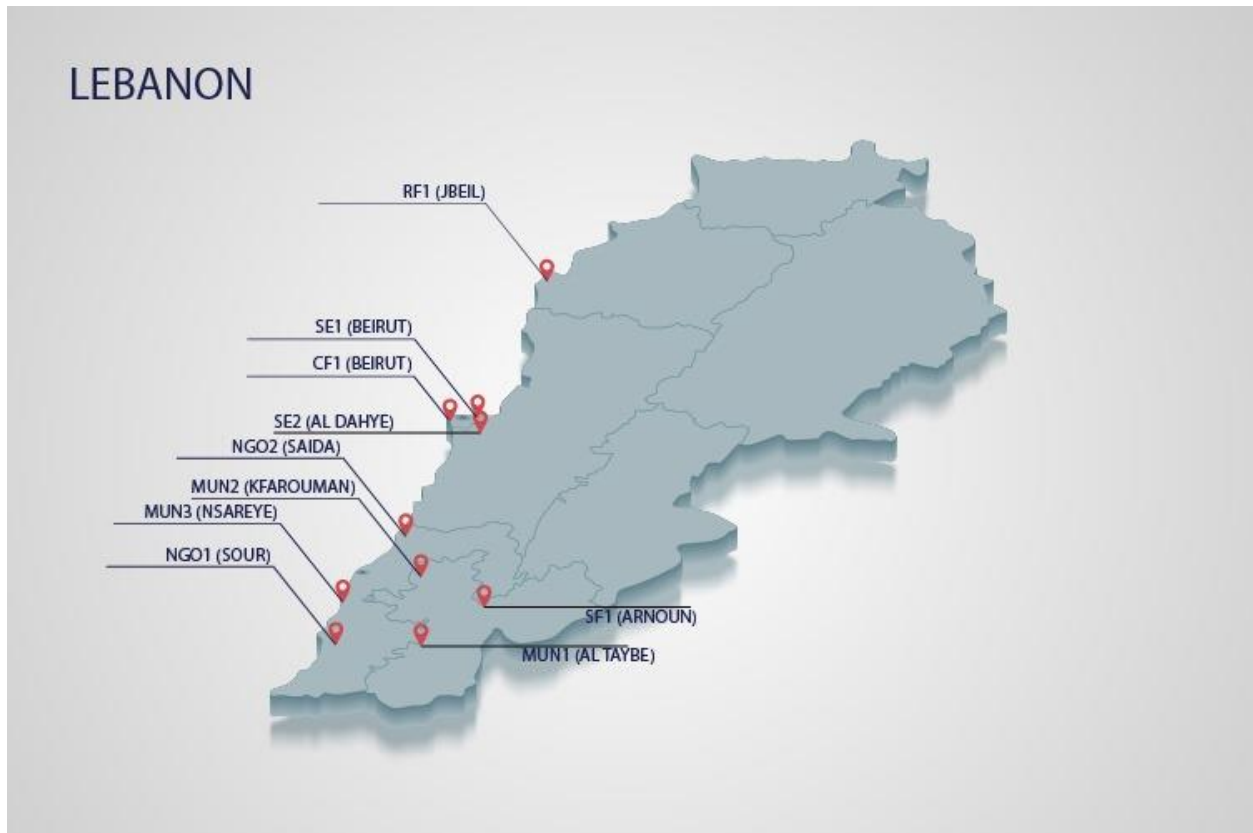 LEBANON
RF1 (JBEIL)
SE1 (BEIRUT)
CF1 (BEIRUT)
SE2 (AL DAHYE)
NGO2 (SAIDA)
MUN2 (KFAROUMAN)
MUN3 (NSAREYE)
NGO1 (SOUR)
SF1 (ARNOUN)
MUN1 (AL TAYBE)